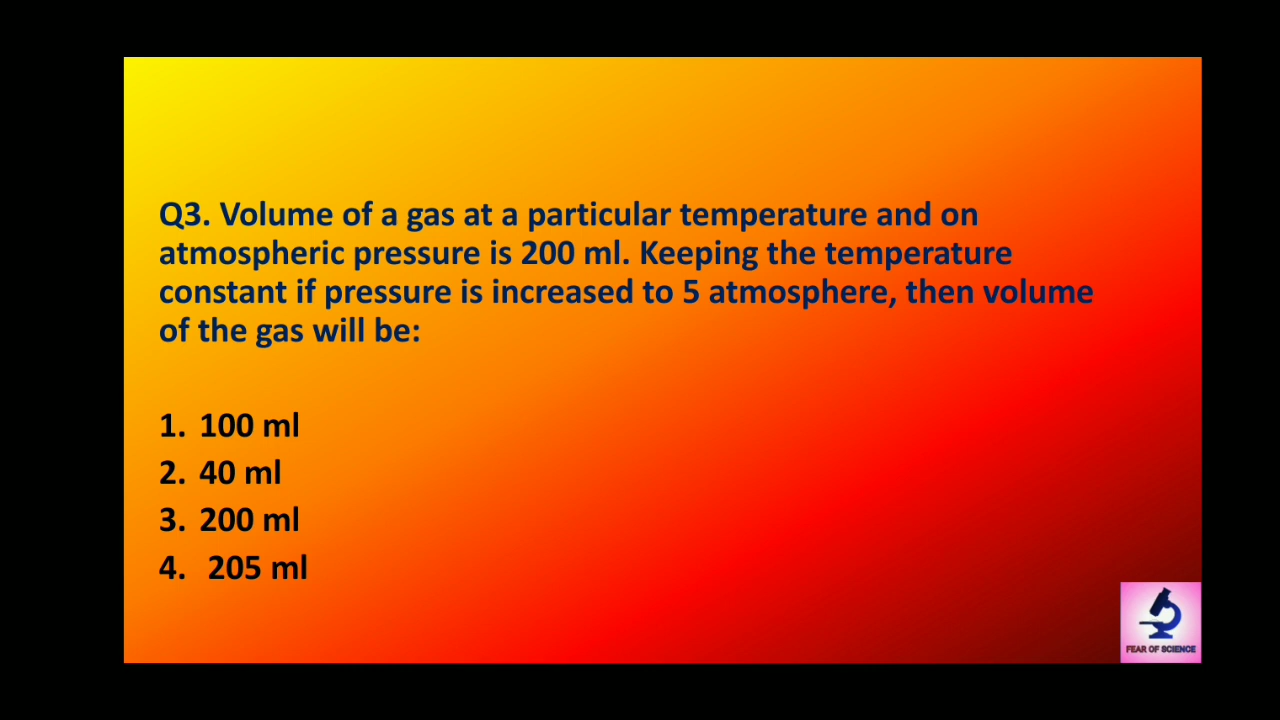 Q3. Volume of a gas at a particular temperature and on
atmospheric pressure is 200 ml. Keeping the temperature
constant if pressure is increased to 5 atmosphere, then volume
of the gas will be:
1. 100 ml
2. 40 ml
3. 200 ml
4. 205 ml
FEAR OF SCIENCE